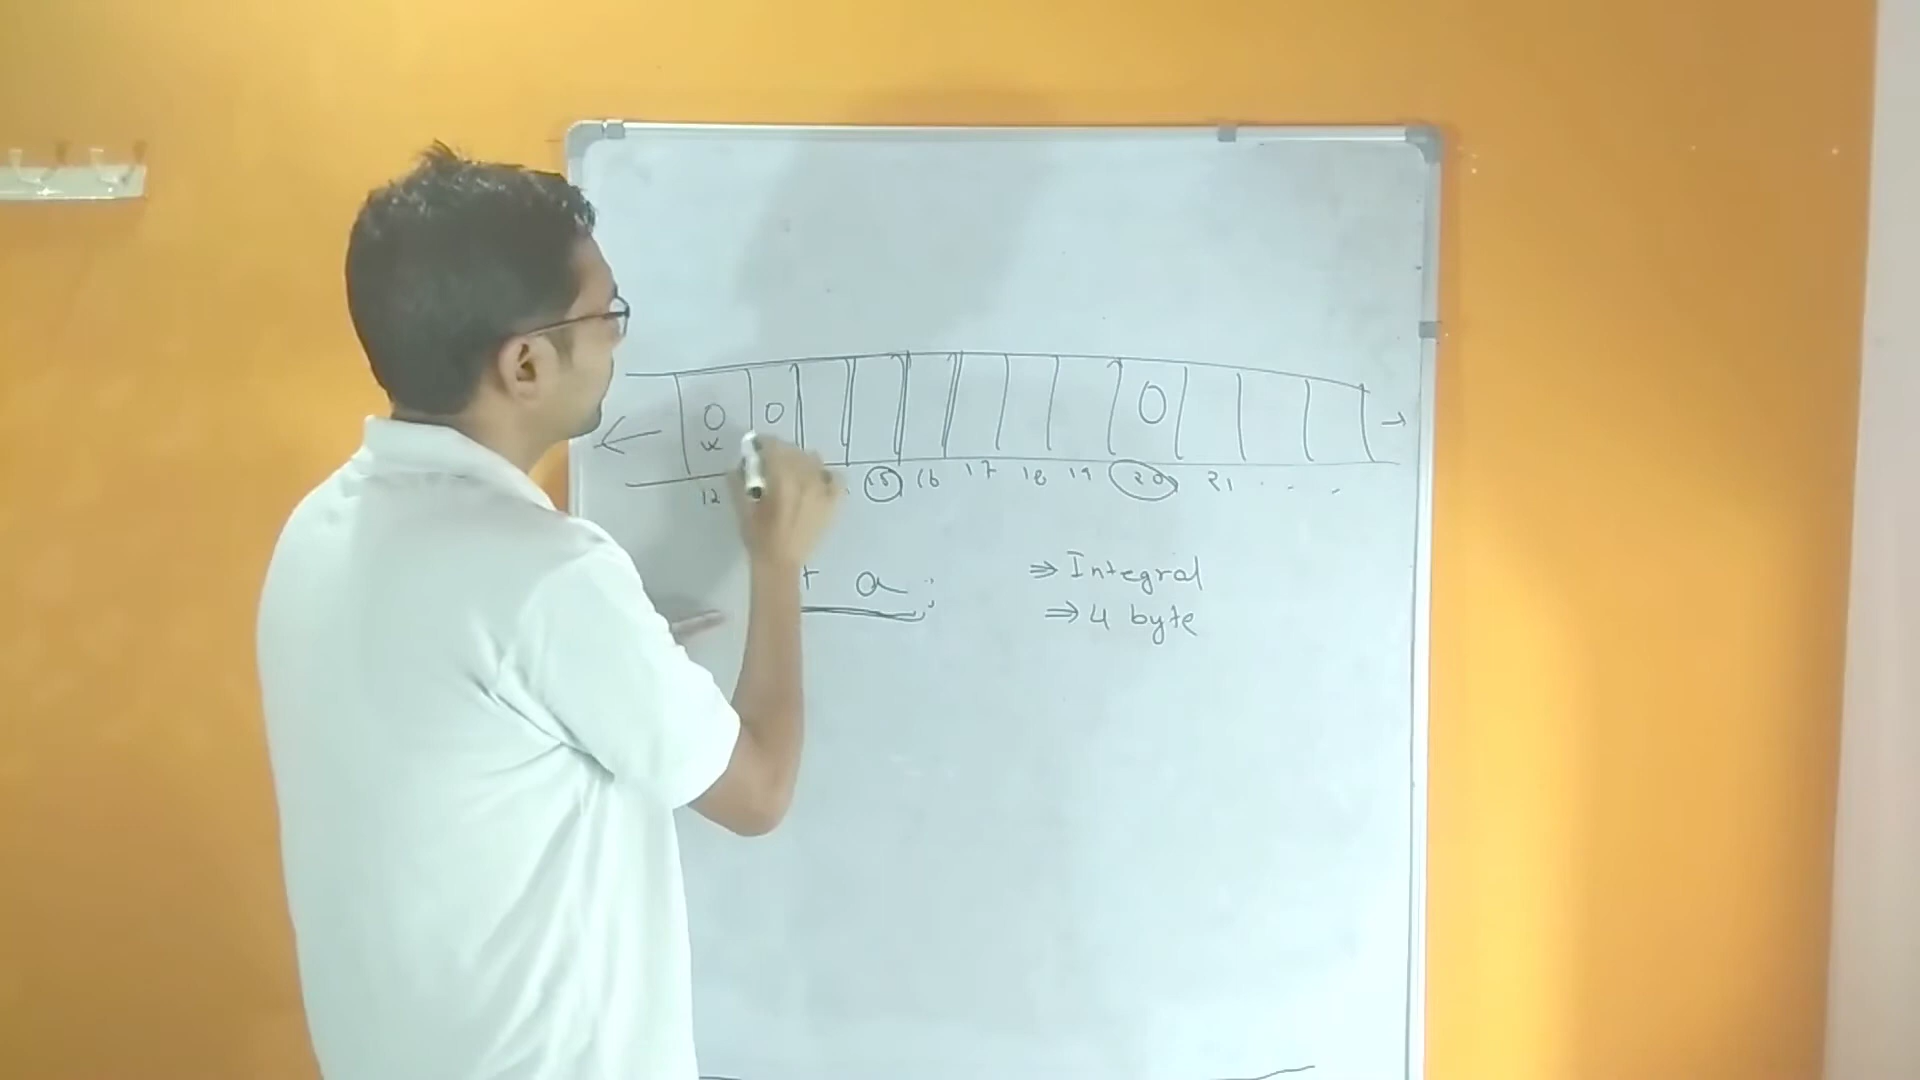 0 0 0
12 15 16 17 18 19 20 21 . . .
a; ⇒ Integral
⇒ 4 byte